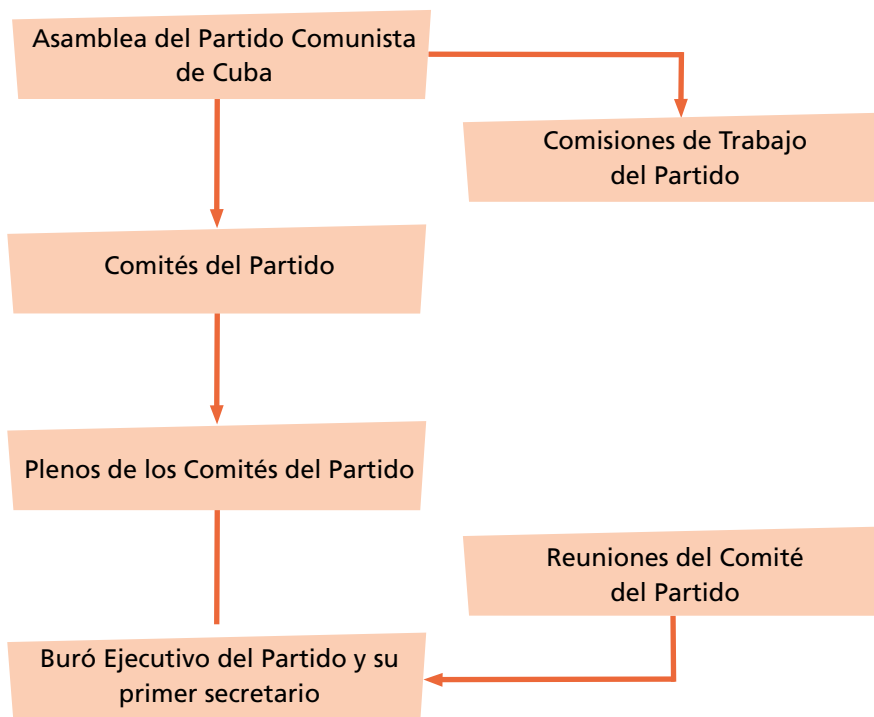 Asamblea del Partido Comunista
de Cuba
Comisiones de Trabajo
del Partido
Comités del Partido
Plenos de los Comités del Partido
Reuniones del Comité
del Partido
Buró Ejecutivo del Partido y su
primer secretario